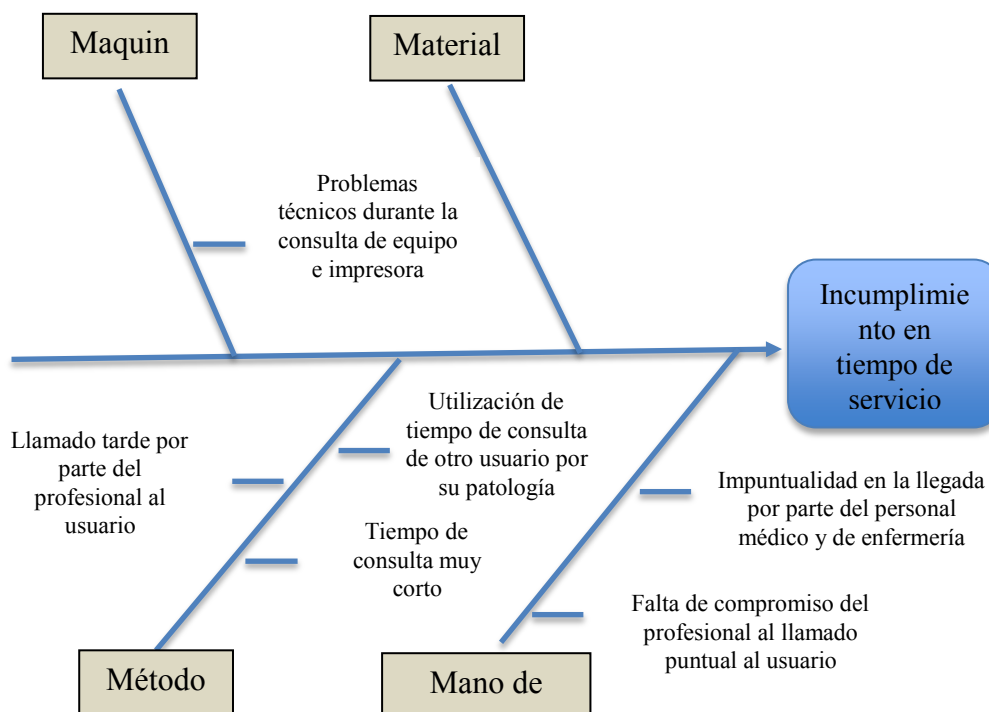 Maquin
Material
Problemas
técnicos durante la
consulta de equipo
e impresora
Incumplimie
nto en
tiempo de
servicio
Llamado tarde por
parte del
profesional al
usuario
Utilización de
tiempo de consulta
de otro usuario por
su patología
Tiempo de
consulta muy
corto
Impuntualidad en la llegada
por parte del personal
médico y de enfermería
Falta de compromiso del
profesional al llamado
puntual al usuario
Método
Mano de